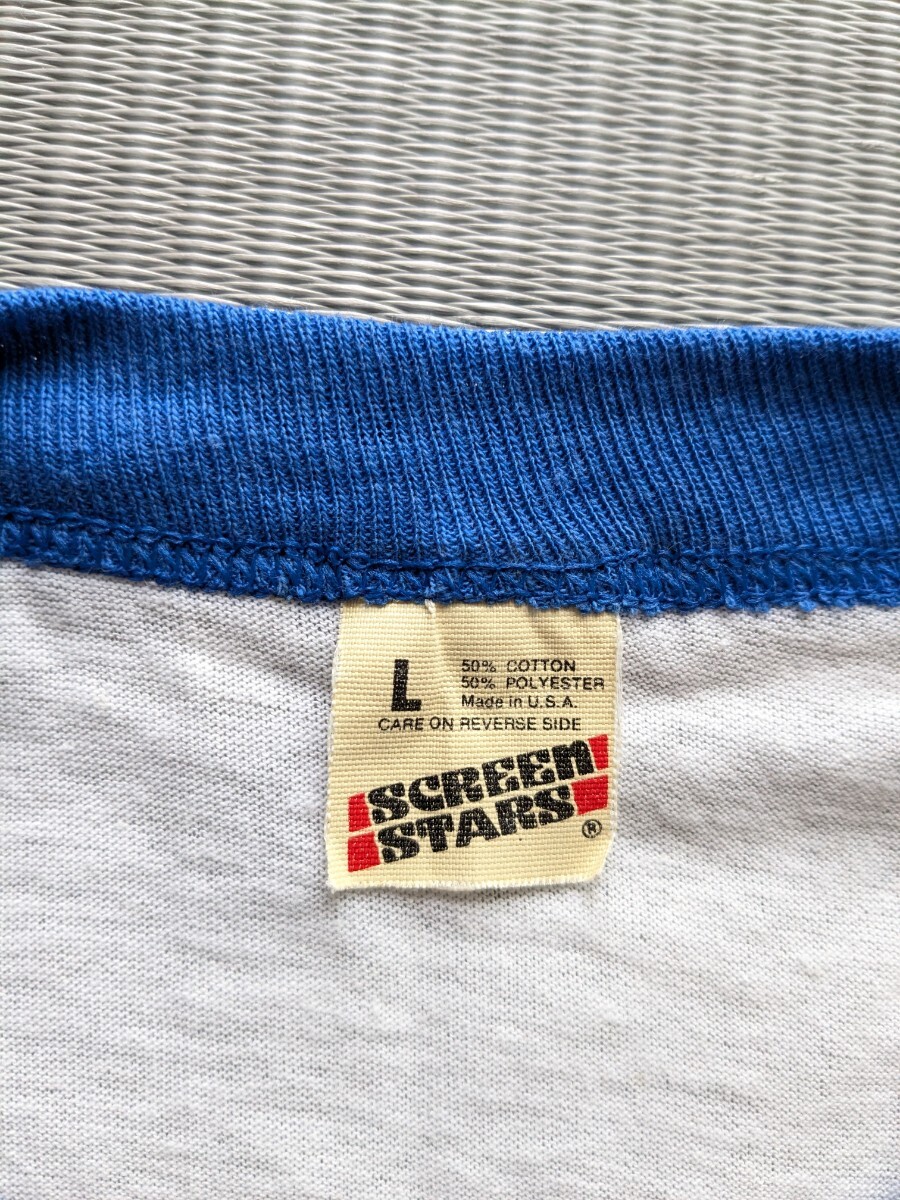 L
50% COTTON
50% POLYESTER
Made in U.S.A.
CARE ON REVERSE SIDE
SCREEN
STARS
®